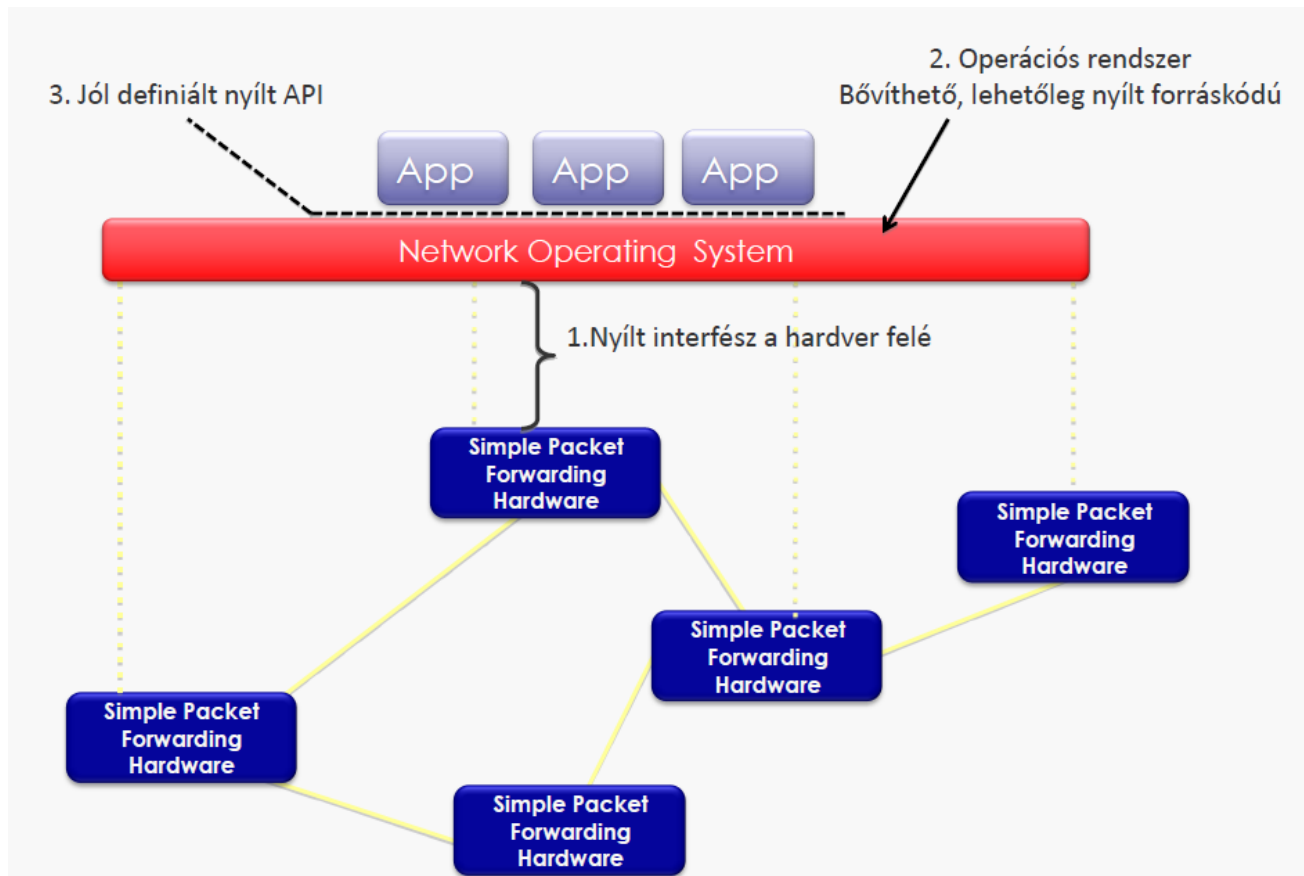 2. Operációs rendszer
Bővíthető, lehetőleg nyílt forráskódú
3. Jól definiált nyílt API
App
App
App
Network Operating System
1.Nyílt interfész a hardver felé
Simple Packet
Forwarding
Hardware
Simple Packet
Forwarding
Hardware
Simple Packet
Forwarding
Hardware
Simple Packet
Forwarding
Hardware
Simple Packet
Forwarding
Hardware